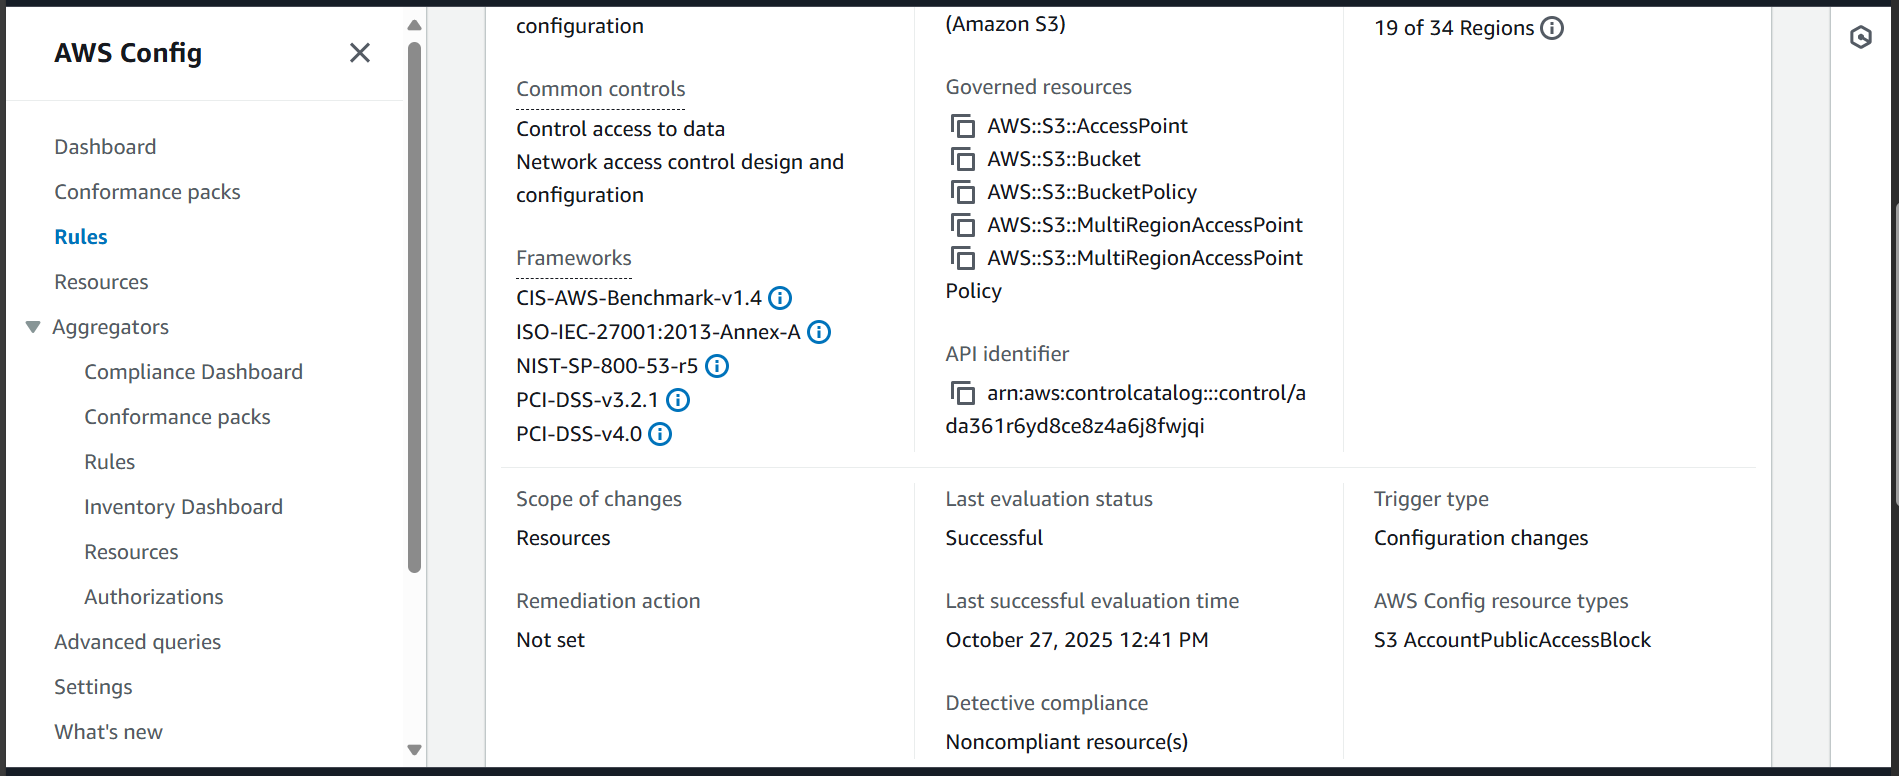 AWS Config
Dashboard
Conformance packs
Rules
Resources
Aggregators
Compliance Dashboard
Conformance packs
Rules
Inventory Dashboard
Resources
Authorizations
Advanced queries
Settings
What's new
configuration
Common controls
Control access to data
Network access control design and
configuration
Frameworks
CIS-AWS-Benchmark-v1.4
ISO-IEC-27001:2013-Annex-A
NIST-SP-800-53-r5
PCI-DSS-v3.2.1
PCI-DSS-v4.0
(Amazon S3)
Governed resources
AWS::S3::AccessPoint
AWS::S3::Bucket
AWS::S3::BucketPolicy
AWS::S3::MultiRegionAccessPoint
AWS::S3::MultiRegionAccessPoint
Policy
API identifier
arn:aws:controlcatalog:::control/a
da361r6yd8ce8z4a6j8fwjqi
19 of 34 Regions
Scope of changes
Resources
Remediation action
Not set
Last evaluation status
Successful
Last successful evaluation time
October 27, 2025 12:41 PM
Detective compliance
Noncompliant resource(s)
Trigger type
Configuration changes
AWS Config resource types
S3 AccountPublicAccessBlock